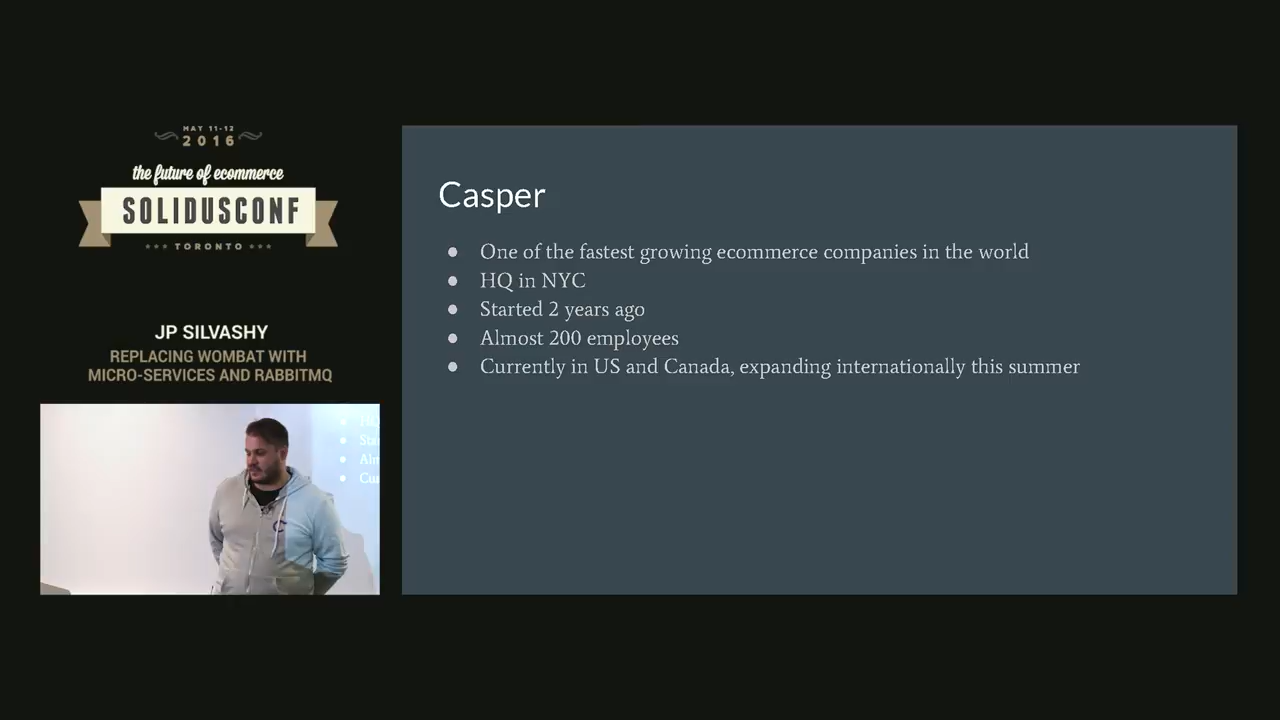 MAY 11-12
2016
the future of ecommerce
SOLIDUSCONF
TORONTO
JP SILVASHY
REPLACING WOMBAT WITH
MICRO-SERVICES AND RABBITMQ
Casper
● One of the fastest growing ecommerce companies in the world
● HQ in NYC
● Started 2 years ago
● Almost 200 employees
● Currently in US and Canada, expanding internationally this summer